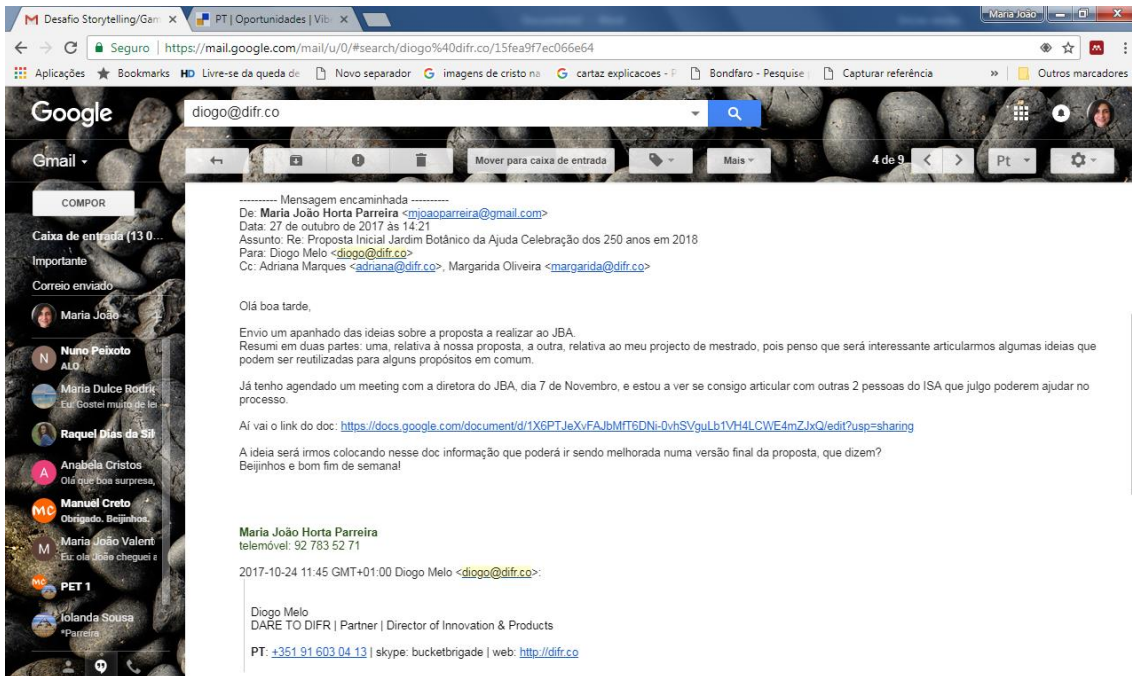 Desafio Storytelling/Gam
PT | Oportunidades | Vib
Maria João
Seguro | https://mail.google.com/mail/u/0/#search/diogo%40difr.co/15fea9f7ec066e64
Aplicações Bookmarks HD Livre-se da queda de Novo separador imagens de cristo na cartaz explicacoes - P Bondfaro - Pesquise Capturar referência » Outros marcadores
Google diogo@difr.co
Gmail Mover para caixa de entrada Mais 4 de 9 Pt
COMPOR
Caixa de entrada (13 0...
Importante
Correio enviado
Maria João
N Nuno Peixoto
ALO
Maria Dulce Rodri
Eu: Gostei muito de le
Raquel Dias da Sil
A Anabela Cristos
Olá que boa surpresa,
MC Manuel Creto
Obrigado. Beijinhos.
M Maria João Valent
Eu: ola João cheguei a
MC PET 1
Iolanda Sousa
*Parreira
---------- Mensagem encaminhada ----------
De: Maria João Horta Parreira <mjoaoparreira@gmail.com>
Data: 27 de outubro de 2017 às 14:21
Assunto: Re: Proposta Inicial Jardim Botânico da Ajuda Celebração dos 250 anos em 2018
Para: Diogo Melo <diogo@difr.co>
Cc: Adriana Marques <adriana@difr.co>, Margarida Oliveira <margarida@difr.co>
Olá boa tarde,
Envio um apanhado das ideias sobre a proposta a realizar ao JBA.
Resumi em duas partes: uma, relativa à nossa proposta, a outra, relativa ao meu projecto de mestrado, pois penso que será interessante articularmos algumas ideias que
podem ser reutilizadas para alguns propósitos em comum.
Já tenho agendado um meeting com a diretora do JBA, dia 7 de Novembro, e estou a ver se consigo articular com outras 2 pessoas do ISA que julgo poderem ajudar no
processo.
Aí vai o link do doc: https://docs.google.com/document/d/1X6PTJeXvFAJbMfT6DNi-0vhSVguLb1VH4LCWE4mZJxQ/edit?usp=sharing
A ideia será irmos colocando nesse doc informação que poderá ir sendo melhorada numa versão final da proposta, que dizem?
Beijinhos e bom fim de semana!
Maria João Horta Parreira
telemóvel: 92 783 52 71
2017-10-24 11:45 GMT+01:00 Diogo Melo <diogo@difr.co>:
Diogo Melo
DARE TO DIFR | Partner | Director of Innovation & Products
PT: +351 91 603 04 13 | skype: bucketbrigade | web: http://difr.co